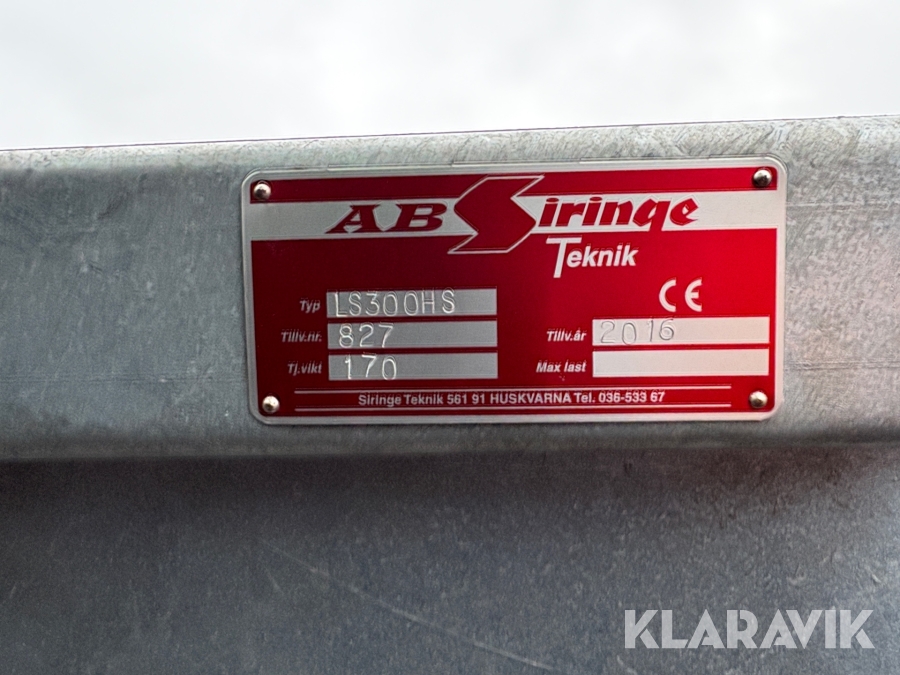 AB Siringe
Teknik
Typ LS300HS CE
Tillv.nr. 827 Tillv.år 2016
Tj.vikt 170 Max last
Siringe Teknik 561 91 HUSKVARNA Tel. 036-533 67
KLARAVIK